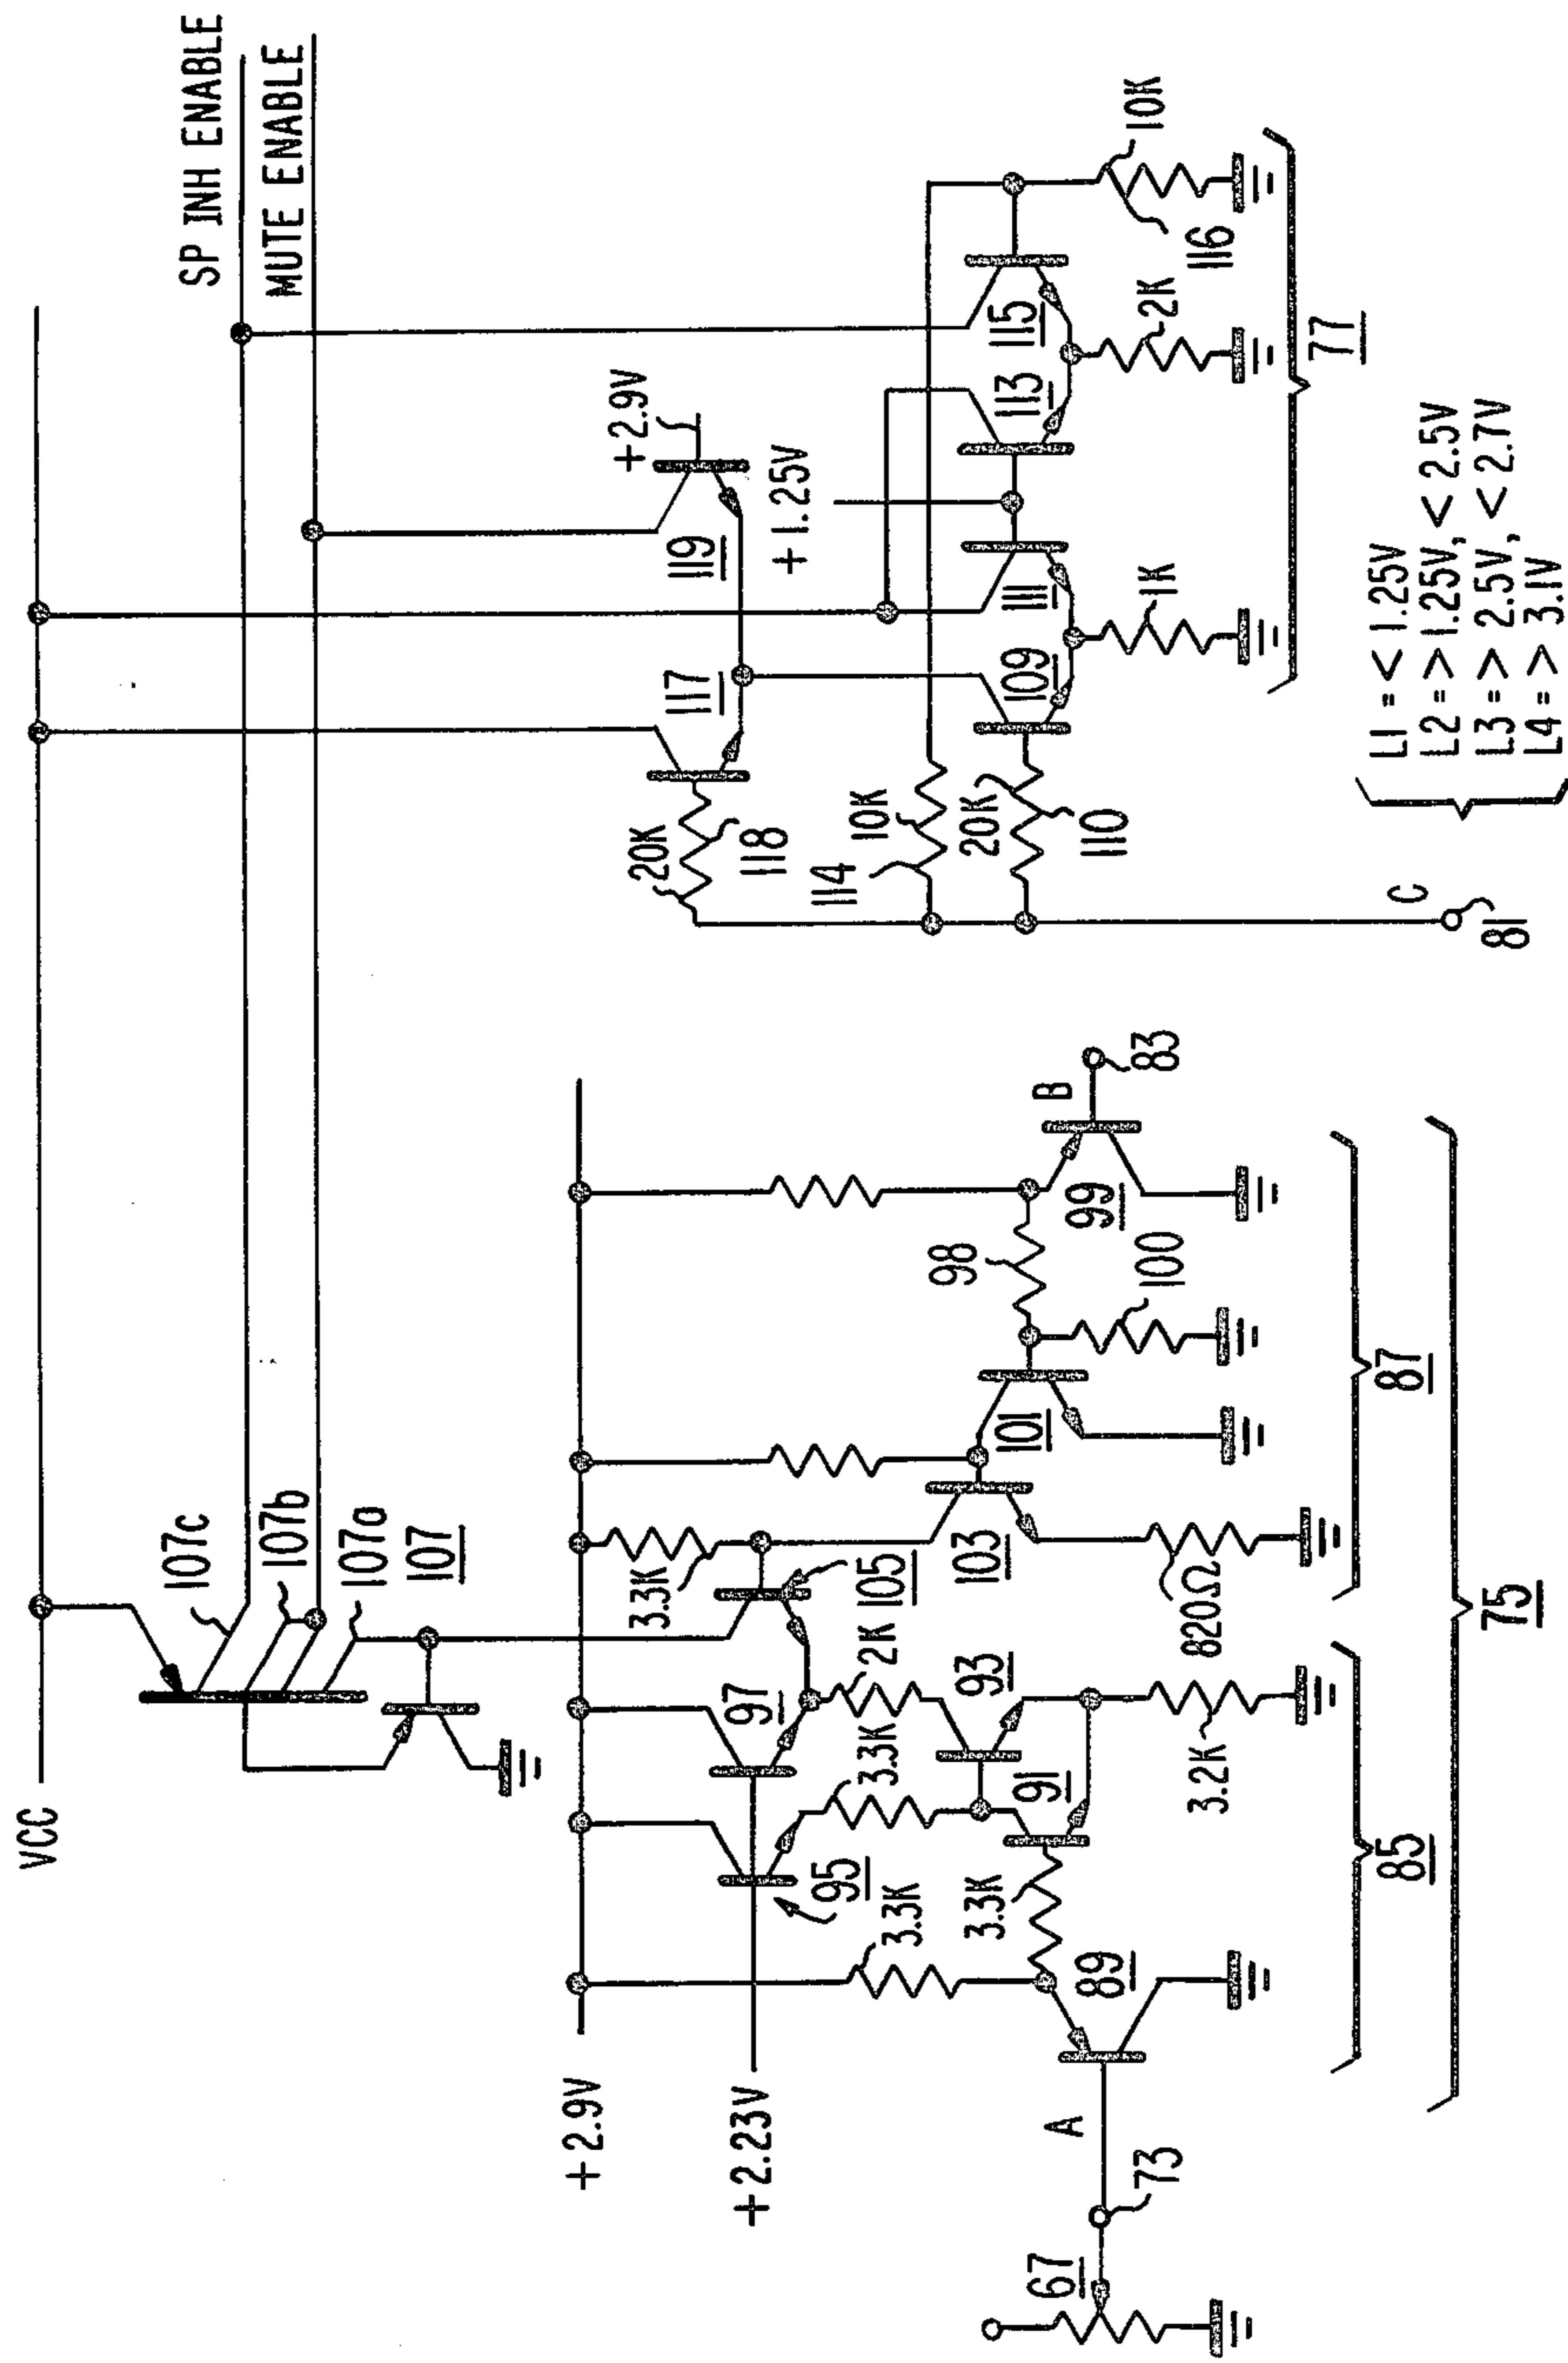 VCC
107c
107b
107a
107
SP INH ENABLE
MUTE ENABLE
+2.9V
+2.23V
3.3K
105
97
2K
95
3.3K
93
3.3K
3.3K
91
89
A
73
67
3.2K
85
103
820Ω
101
98
100
99
B
83
87
75
117
20K
118
119
+2.9V
+1.25V
10K
114
20K
110
109
111
113
115
1K
2K
10K
116
77
C
81
L1 = < 1.25V
L2 = > 1.25V, < 2.5V
L3 = > 2.5V, < 2.7V
L4 = > 3.1V